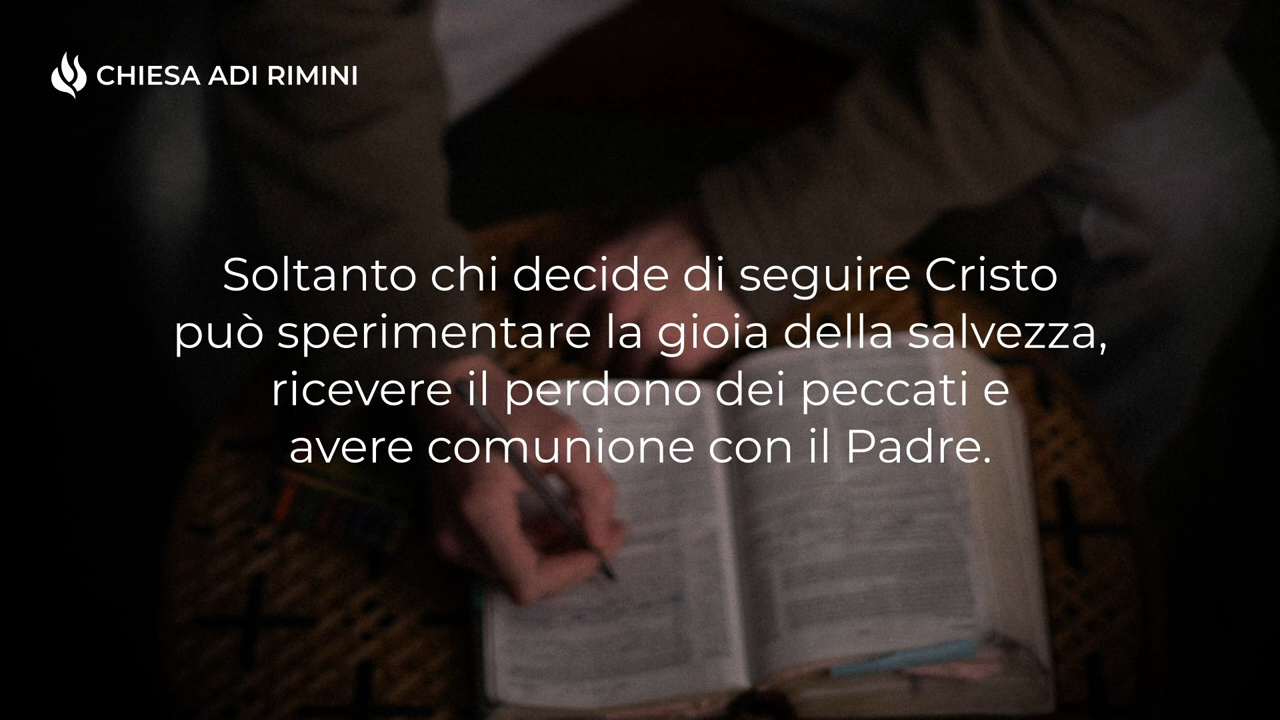 CHIESA ADI RIMINI
Soltanto chi decide di seguire Cristo
può sperimentare la gioia della salvezza,
ricevere il perdono dei peccati e
avere comunione con il Padre.